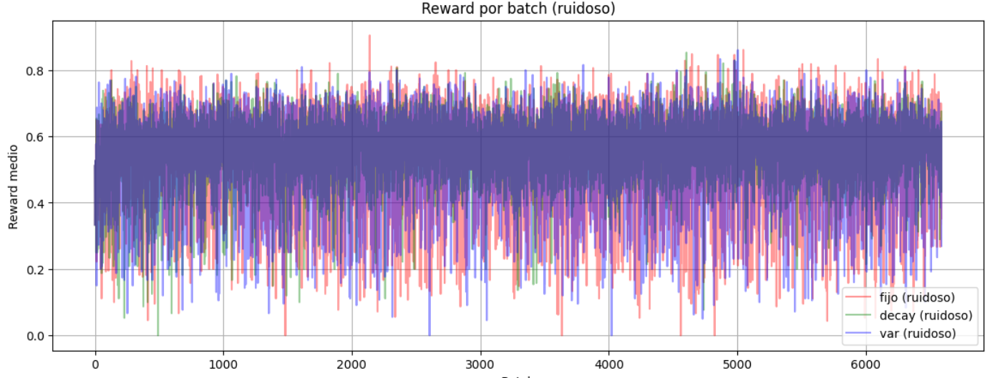 Reward por batch (ruidoso)
Reward medio
0.8
0.6
0.4
0.2
0.0
fijo (ruidoso)
decay (ruidoso)
var (ruidoso)
0 1000 2000 3000 4000 5000 6000